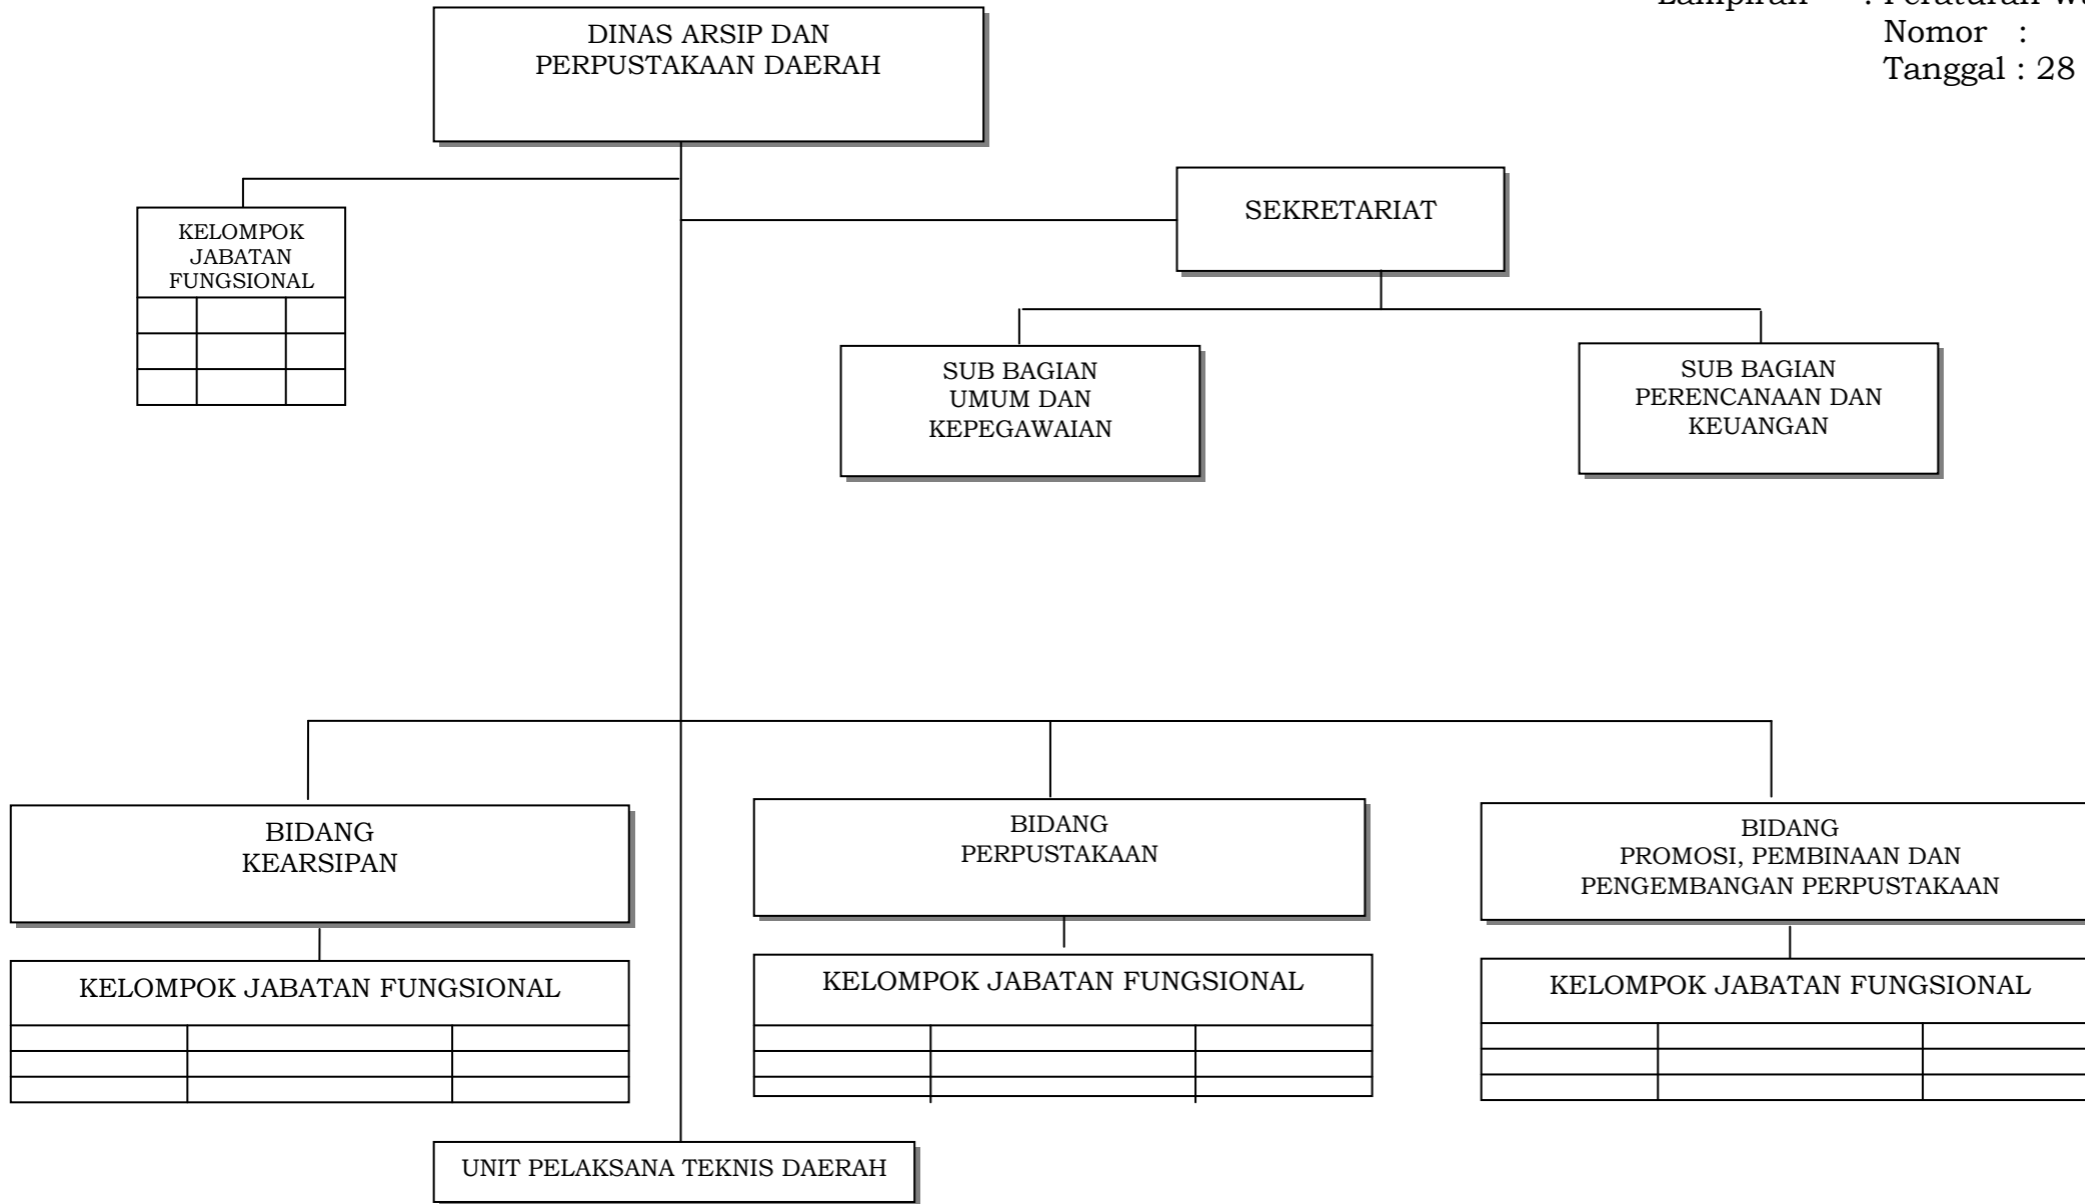 : Peraturan
Nomor :
Tanggal : 28
DINAS ARSIP DAN
PERPUSTAKAAN DAERAH
SEKRETARIAT
KELOMPOK
JABATAN
FUNGSIONAL
SUB BAGIAN
UMUM DAN
KEPEGAWAIAN
SUB BAGIAN
PERENCANAAN DAN
KEUANGAN
BIDANG
KEARSIPAN
BIDANG
PERPUSTAKAAN
BIDANG
PROMOSI, PEMBINAAN DAN
PENGEMBANGAN PERPUSTAKAAN
KELOMPOK JABATAN FUNGSIONAL
KELOMPOK JABATAN FUNGSIONAL
KELOMPOK JABATAN FUNGSIONAL
UNIT PELAKSANA TEKNIS DAERAH